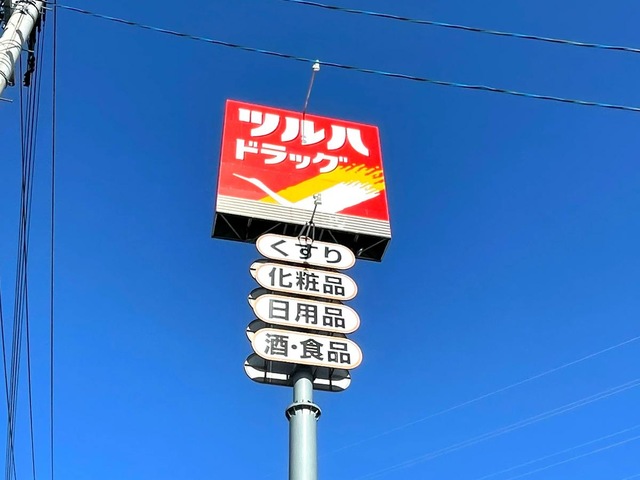 ツルハ
ドラッグ
くすり
化粧品
日用品
酒・食品